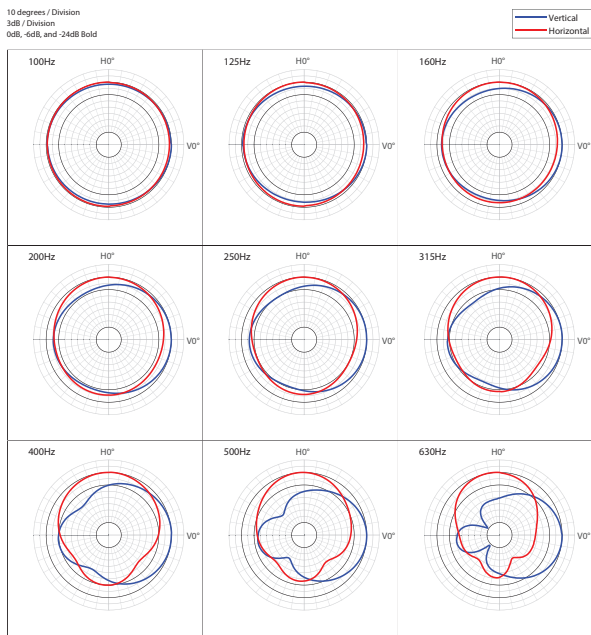 10 degrees / Division
3dB / Division
0dB, -6dB, and -24dB Bold
Vertical
Horizontal
100Hz
H0°
V0°
125Hz
H0°
V0°
160Hz
H0°
V0°
200Hz
H0°
V0°
250Hz
H0°
V0°
315Hz
H0°
V0°
400Hz
H0°
V0°
500Hz
H0°
V0°
630Hz
H0°
V0°